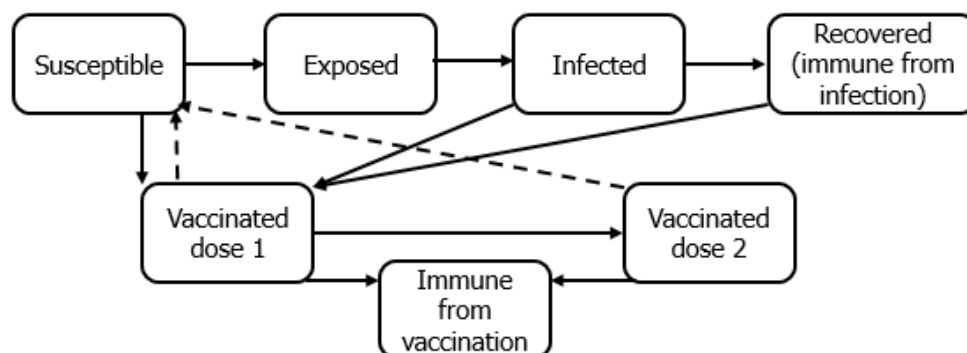 Susceptible
Exposed
Infected
Recovered
(immune from
infection)
Vaccinated
dose 1
Vaccinated
dose 2
Immune
from
vaccination